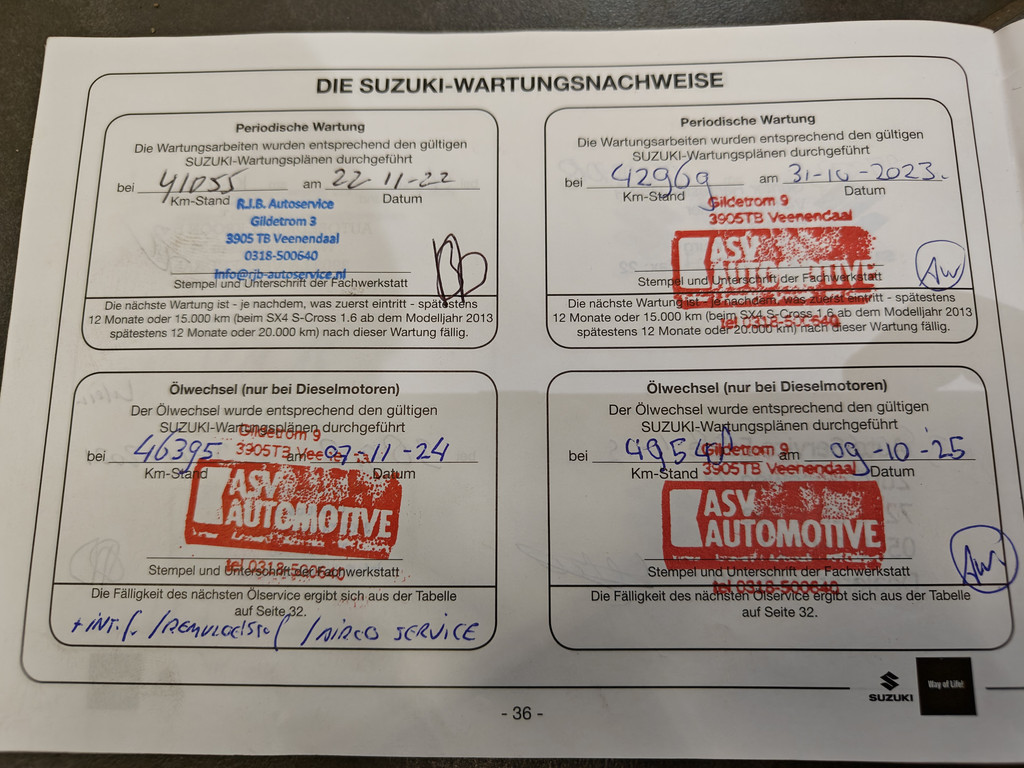 DIE SUZUKI-WARTUNGSNACHWEISE
Periodische Wartung
Die Wartungsarbeiten wurden entsprechend den gültigen
SUZUKI-Wartungsplänen durchgeführt
bei 41055 am 22-11-22
Km-Stand Datum
R.J.B. Autoservice
Gildetrom 3
3905 TB Veenendaal
0318-500640
info@rjb-autoservice.nl
Stempel und Unterschrift der Fachwerkstatt
Die nächste Wartung ist - je nachdem, was zuerst eintritt - spätestens
12 Monate oder 15.000 km (beim SX4 S-Cross 1.6 ab dem Modelljahr 2013
spätestens 12 Monate oder 20.000 km) nach dieser Wartung fällig.
Periodische Wartung
Die Wartungsarbeiten wurden entsprechend den gültigen
SUZUKI-Wartungsplänen durchgeführt
bei 42969 am 31-10-2023.
Km-Stand Datum
Gildetrom 9
3905TB Veenendaal
ASV
AUTOMOTIVE
Stempel und Unterschrift der Fachwerkstatt
tel 0318-500640
Die nächste Wartung ist - je nachdem, was zuerst eintritt - spätestens
12 Monate oder 15.000 km (beim SX4 S-Cross 1.6 ab dem Modelljahr 2013
spätestens 12 Monate oder 20.000 km) nach dieser Wartung fällig.
Ölwechsel (nur bei Dieselmotoren)
Der Ölwechsel wurde entsprechend den gültigen
SUZUKI-Wartungsplänen durchgeführt
bei 46395 am 07-11-24
Km-Stand Datum
Gildetrom 9
3905TB Veenendaal
ASV
AUTOMOTIVE
tel 0318-500640
Stempel und Unterschrift der Fachwerkstatt
Die Fälligkeit des nächsten Ölservice ergibt sich aus der Tabelle
auf Seite 32.
/AIRCO SERVICE
Ölwechsel (nur bei Dieselmotoren)
Der Ölwechsel wurde entsprechend den gültigen
SUZUKI-Wartungsplänen durchgeführt
bei am 09-10-'25
Km-Stand Datum
Gildetrom 9
3905TB Veenendaal
ASV
AUTOMOTIVE
Stempel und Unterschrift der Fachwerkstatt
tel 0318-500640
Die Fälligkeit des nächsten Ölservice ergibt sich aus der Tabelle
auf Seite 32.
SUZUKI
Way of Life!
- 36 -